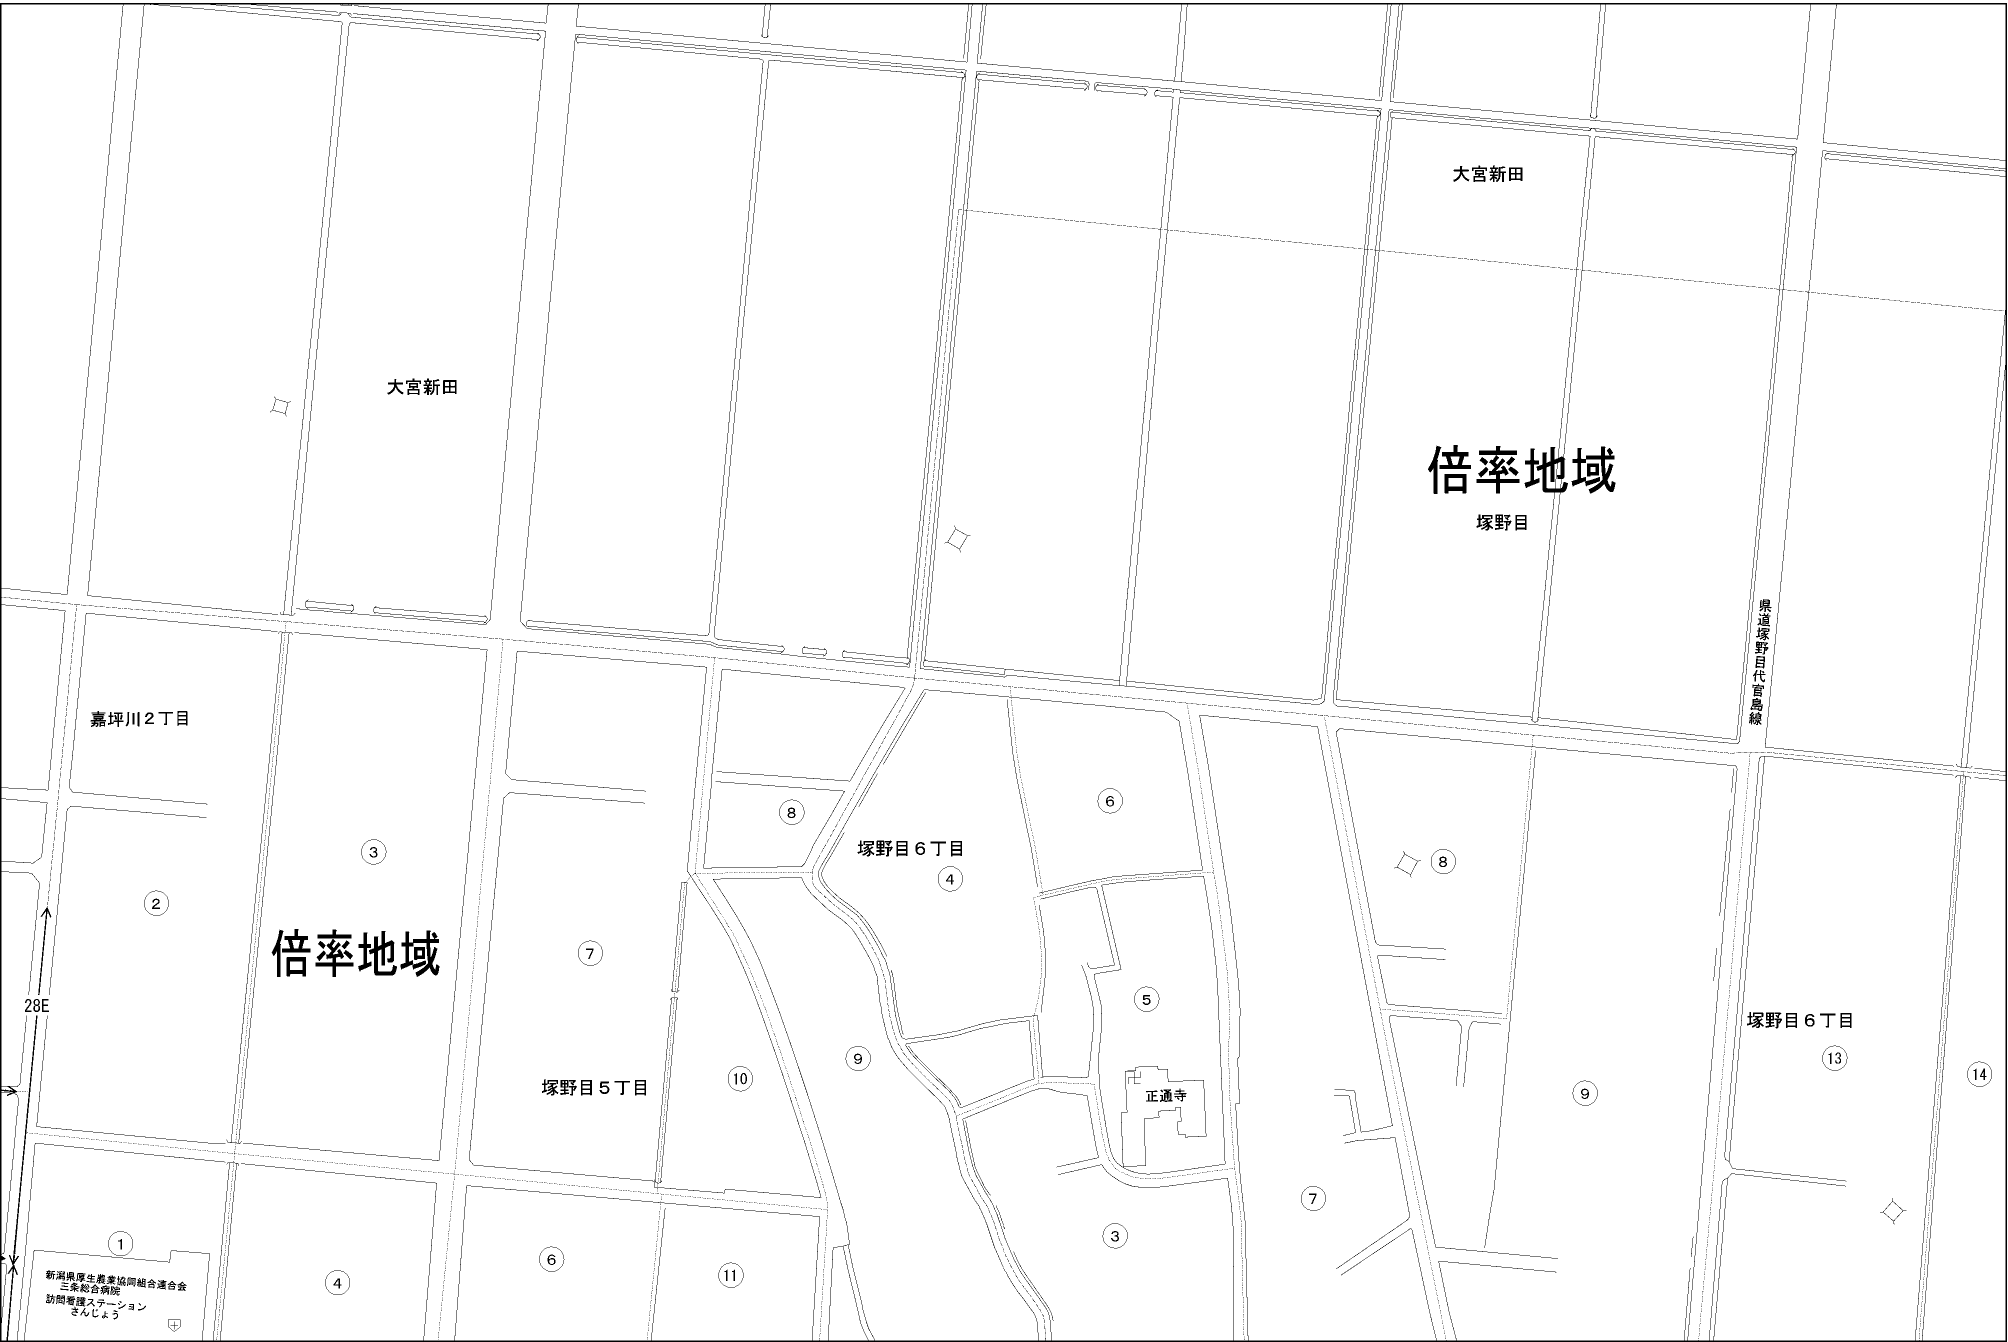 大宮新田
大宮新田
倍率地域
塚野目
県道塚野目代官島線
嘉坪川２丁目
⑧
⑥
塚野目６丁目
④
③
⑧
②
倍率地域
⑦
⑤
28E
塚野目６丁目
⑬
⑨
⑭
塚野目５丁目
⑩
正通寺
⑨
⑦
①
③
⑥
⑪
④
新潟県厚生農業協同組合連合会
三条総合病院
訪問看護ステーション
さんじょう